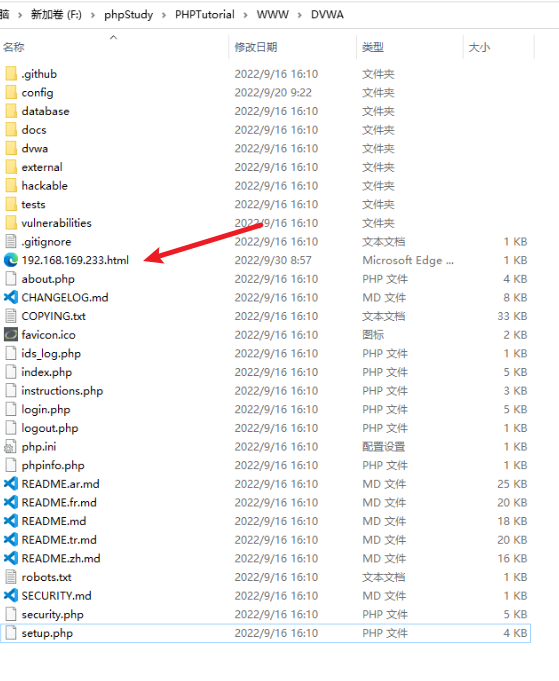 脑 › 新加卷 (F:) › phpStudy › PHPTutorial › WWW › DVWA
名称 修改日期 类型 大小
.github 2022/9/16 16:10 文件夹
config 2022/9/20 9:22 文件夹
database 2022/9/16 16:10 文件夹
docs 2022/9/16 16:10 文件夹
dvwa 2022/9/16 16:10 文件夹
external 2022/9/16 16:10 文件夹
hackable 2022/9/16 16:10 文件夹
tests 2022/9/16 16:10 文件夹
vulnerabilities 2022/9/16 16:10 文件夹
.gitignore 2022/9/16 16:10 文本文档 1 KB
192.168.169.233.html 2022/9/30 8:57 Microsoft Edge ... 1 KB
about.php 2022/9/16 16:10 PHP 文件 4 KB
CHANGELOG.md 2022/9/16 16:10 MD 文件 8 KB
COPYING.txt 2022/9/16 16:10 文本文档 33 KB
favicon.ico 2022/9/16 16:10 图标 2 KB
ids_log.php 2022/9/16 16:10 PHP 文件 1 KB
index.php 2022/9/16 16:10 PHP 文件 5 KB
instructions.php 2022/9/16 16:10 PHP 文件 3 KB
login.php 2022/9/16 16:10 PHP 文件 5 KB
logout.php 2022/9/16 16:10 PHP 文件 1 KB
php.ini 2022/9/16 16:10 配置设置 1 KB
phpinfo.php 2022/9/16 16:10 PHP 文件 1 KB
README.ar.md 2022/9/16 16:10 MD 文件 25 KB
README.fr.md 2022/9/16 16:10 MD 文件 20 KB
README.md 2022/9/16 16:10 MD 文件 18 KB
README.tr.md 2022/9/16 16:10 MD 文件 20 KB
README.zh.md 2022/9/16 16:10 MD 文件 16 KB
robots.txt 2022/9/16 16:10 文本文档 1 KB
SECURITY.md 2022/9/16 16:10 MD 文件 1 KB
security.php 2022/9/16 16:10 PHP 文件 5 KB
setup.php 2022/9/16 16:10 PHP 文件 4 KB